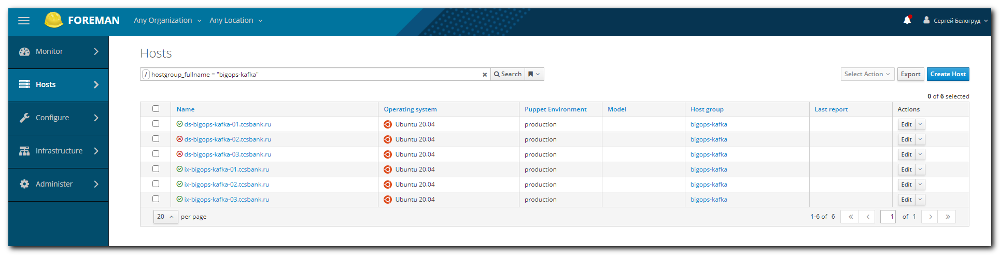 FOREMAN Any Organization Any Location Сергей Белогруд
Monitor
Hosts
Configure
Infrastructure
Administer
Hosts
/ hostgroup_fullname = "bigops-kafka" Search Select Action Export Create Host
0 of 6 selected
Name Operating system Puppet Environment Model Host group Last report Actions
ds-bigops-kafka-01.tcsbank.ru Ubuntu 20.04 production bigops-kafka Edit
ds-bigops-kafka-02.tcsbank.ru Ubuntu 20.04 production bigops-kafka Edit
ds-bigops-kafka-03.tcsbank.ru Ubuntu 20.04 production bigops-kafka Edit
ix-bigops-kafka-01.tcsbank.ru Ubuntu 20.04 production bigops-kafka Edit
ix-bigops-kafka-02.tcsbank.ru Ubuntu 20.04 production bigops-kafka Edit
ix-bigops-kafka-03.tcsbank.ru Ubuntu 20.04 production bigops-kafka Edit
20 per page 1-6 of 6 1 of 1